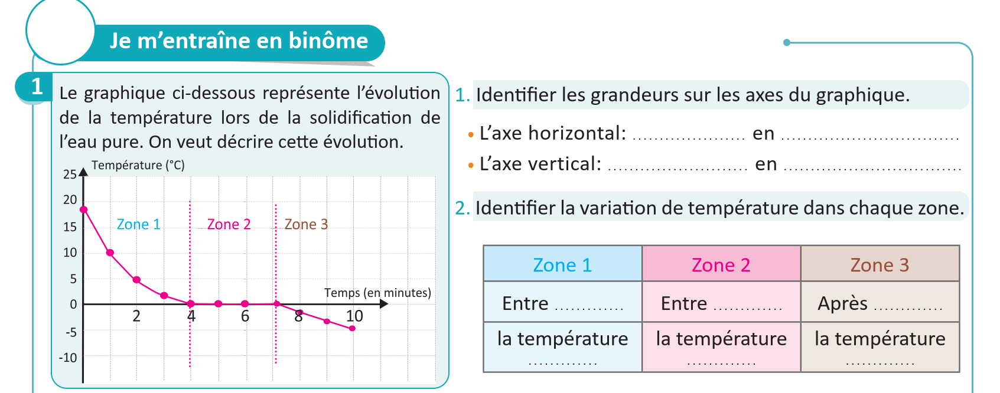 Je m’entraîne en binôme
1
Le graphique ci-dessous représente l’évolution
de la température lors de la solidification de
l’eau pure. On veut décrire cette évolution.
Température (°C)
25
20
15
10
5
0
-5
-10
Zone 1
Zone 2
Zone 3
Temps (en minutes)
2
4
6
8
10
1. Identifier les grandeurs sur les axes du graphique.
• L’axe horizontal: ..................... en .................................
• L’axe vertical: .......................... en .................................
2. Identifier la variation de température dans chaque zone.
Zone 1 Zone 2 Zone 3
Entre ............. Entre ............. Après .............
la température la température la température
............. ............. .............